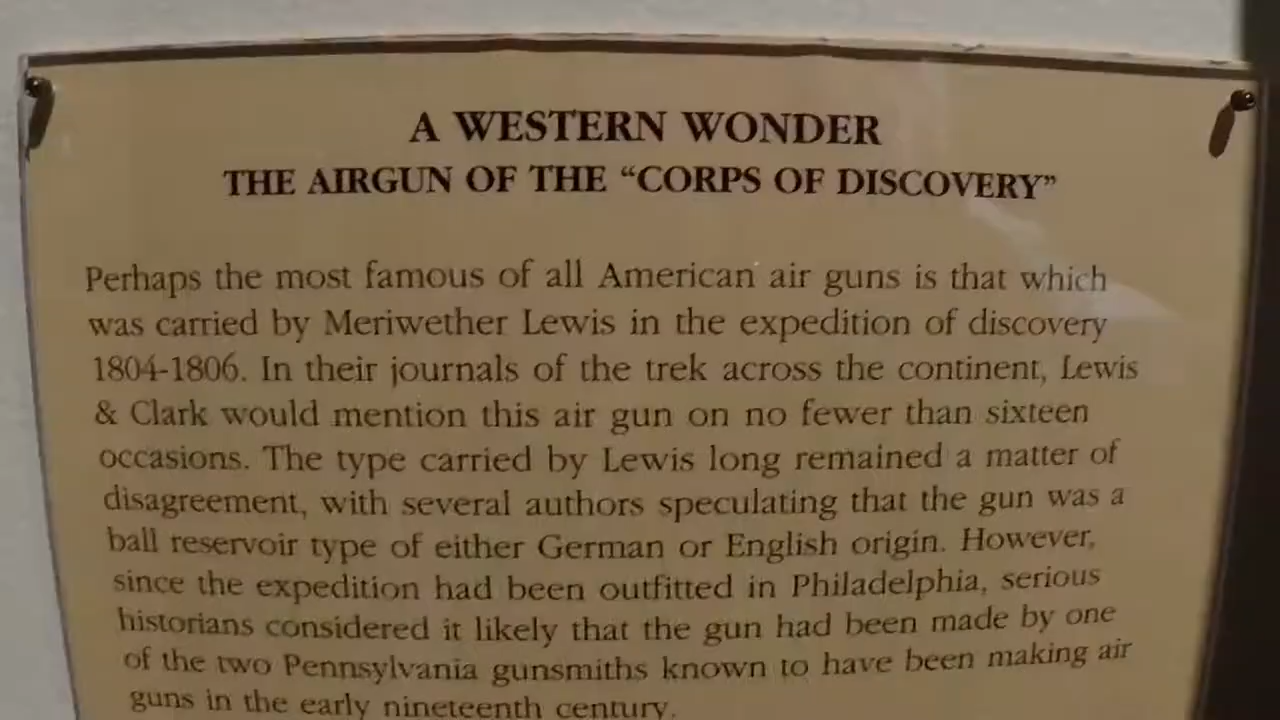 A WESTERN WONDER
THE AIRGUN OF THE “CORPS OF DISCOVERY”
Perhaps the most famous of all American air guns is that which
was carried by Meriwether Lewis in the expedition of discovery
1804-1806. In their journals of the trek across the continent, Lewis
& Clark would mention this air gun on no fewer than sixteen
occasions. The type carried by Lewis long remained a matter of
disagreement, with several authors speculating that the gun was a
ball reservoir type of either German or English origin. However,
since the expedition had been outfitted in Philadelphia, serious
historians considered it likely that the gun had been made by one
of the two Pennsylvania gunsmiths known to have been making air
guns in the early nineteenth century.